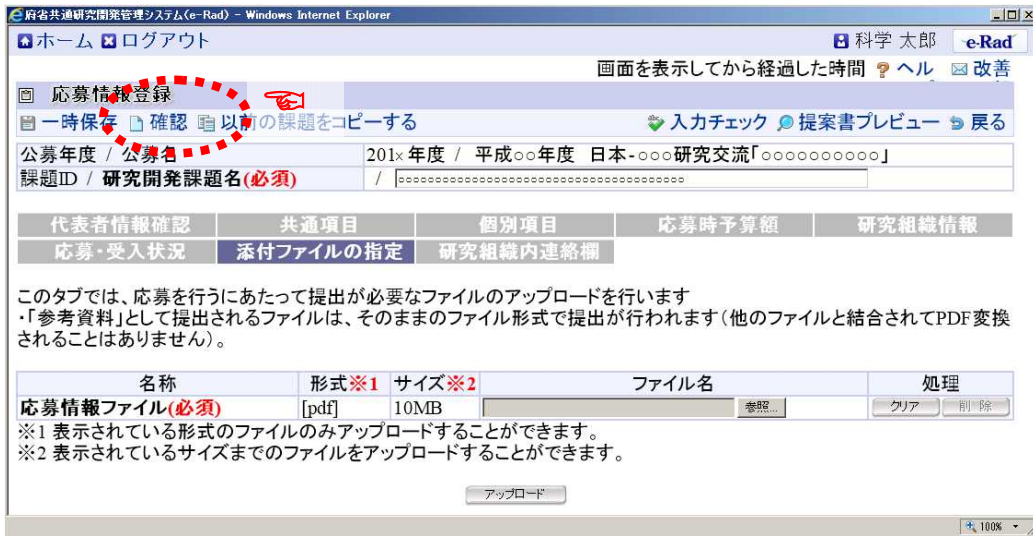 府省共通研究開発管理システム(e-Rad) - Windows Internet Explorer
ホーム ログアウト 科学 太郎 e-Rad
画面を表示してから経過した時間 ヘル 改善
応募情報登録
一時保存 確認 以前の課題をコピーする 入力チェック 提案書プレビュー 戻る
公募年度 / 公募名 201×年度 / 平成○○年度 日本-○○○研究交流「○○○○○○○○○○」
課題ID / 研究開発課題名(必須) / ○○○○○○○○○○○○○○○○○○○○○○○○○○○○○○○○○○○○○○○
代表者情報確認 共通項目 個別項目 応募時予算額 研究組織情報
応募・受入状況 添付ファイルの指定 研究組織内連絡欄
このタブでは、応募を行うにあたって提出が必要なファイルのアップロードを行います
・「参考資料」として提出されるファイルは、そのままのファイル形式で提出が行われます(他のファイルと結合されてPDF変換
されることはありません)。
名称 形式※1 サイズ※2 ファイル名 処理
応募情報ファイル(必須) [pdf] 10MB 参照... クリア 削除
※1 表示されている形式のファイルのみアップロードすることができます。
※2 表示されているサイズまでのファイルをアップロードすることができます。
アップロード
100%